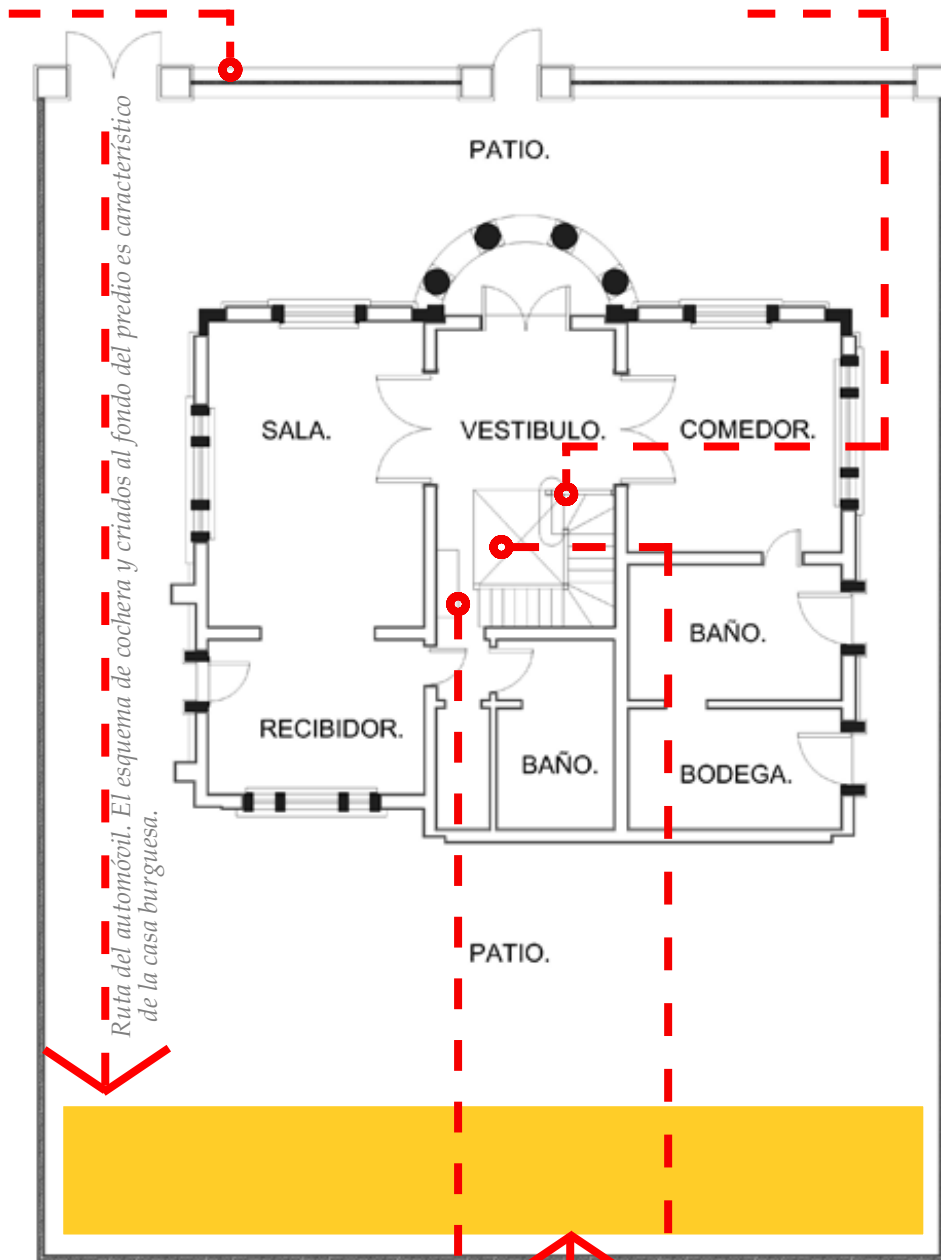 PATIO.
SALA.
VESTIBULO.
COMEDOR.
BAÑO.
RECIBIDOR.
BAÑO.
BODEGA.
PATIO.
Ruta del automóvil. El esquema de cochera y criados al fondo del predio es característico
de la casa burguesa.